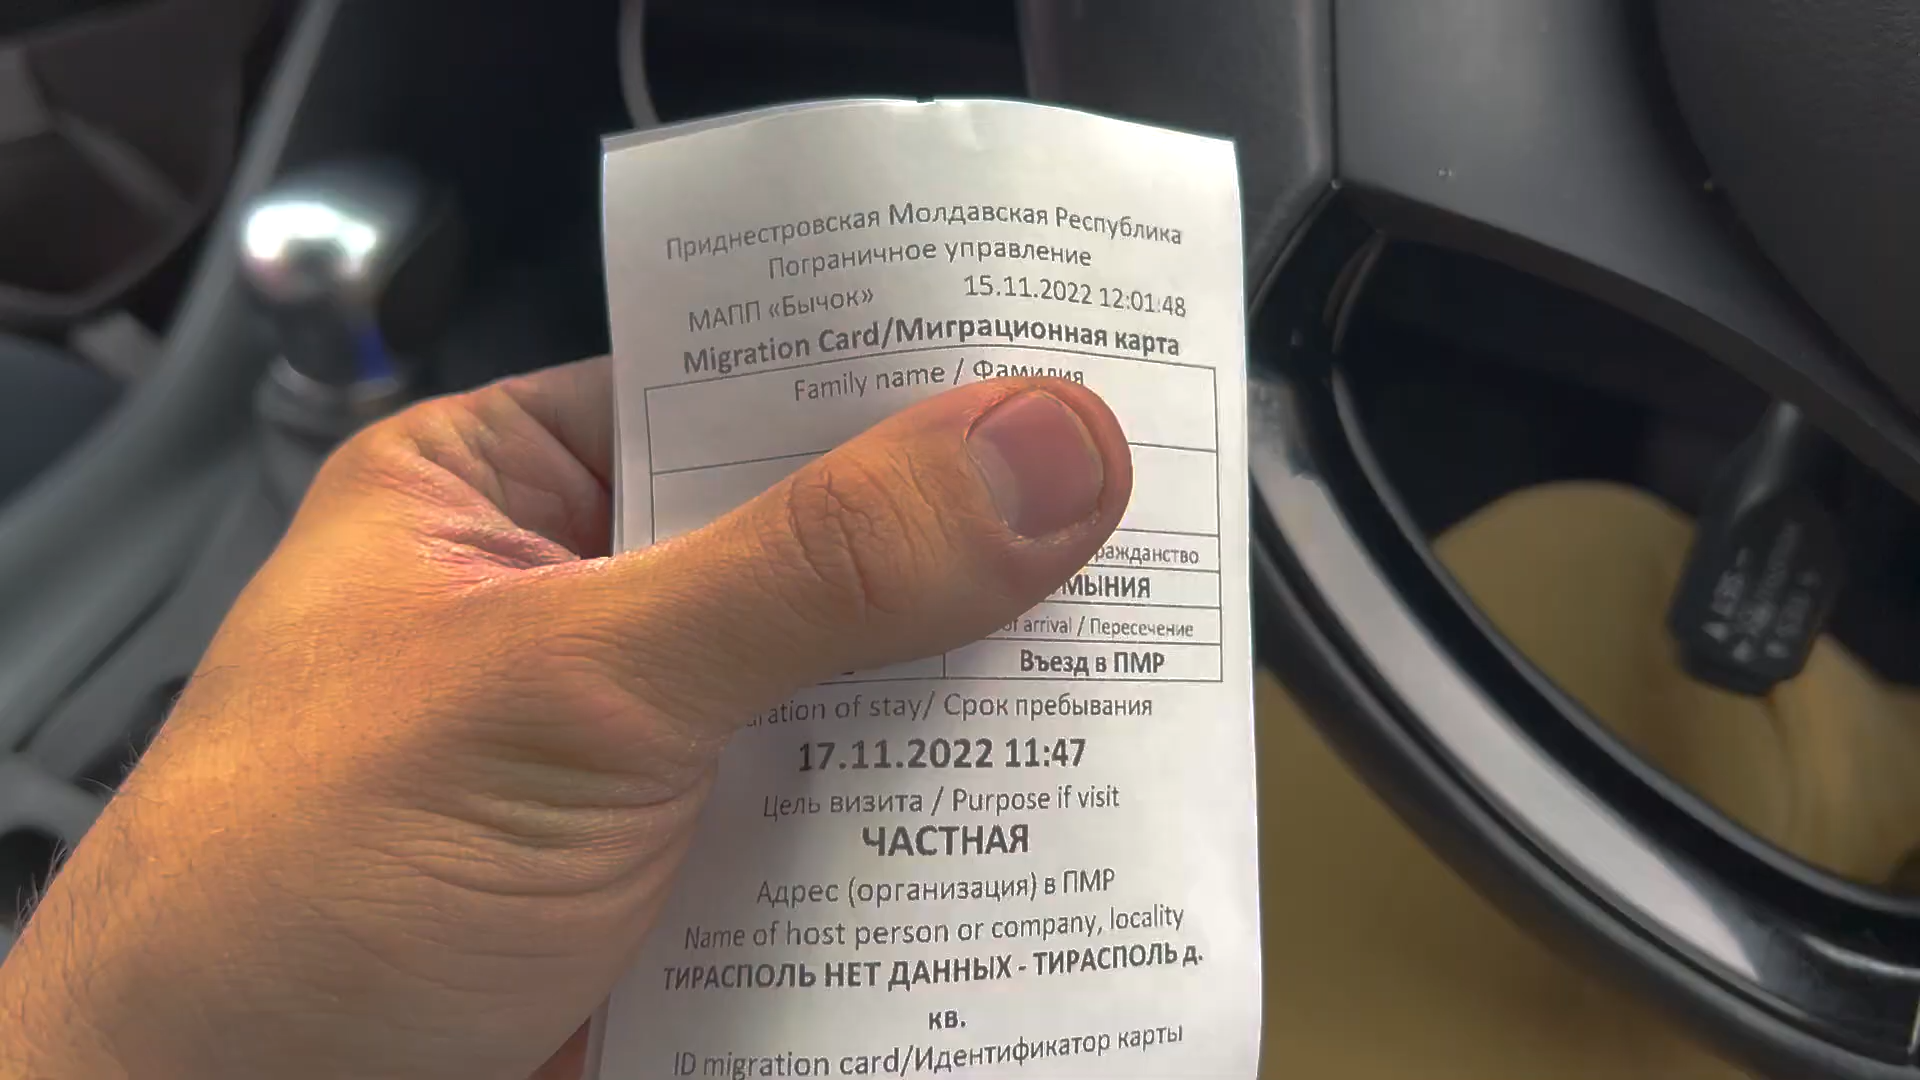 Приднестровская Молдавская Республика
Пограничное управление
МАПП «Бычок» 15.11.2022 12:01:48
Migration Card/Миграционная карта
Family name / Фамилия
ражданство
МЫНИЯ
of arrival / Пересечение
Въезд в ПМР
uration of stay/ Срок пребывания
17.11.2022 11:47
Цель визита / Purpose if visit
ЧАСТНАЯ
Адрес (организация) в ПМР
Name of host person or company, locality
ТИРАСПОЛЬ НЕТ ДАННЫХ - ТИРАСПОЛЬ д.
кв.
ID migration card/Идентификатор карты